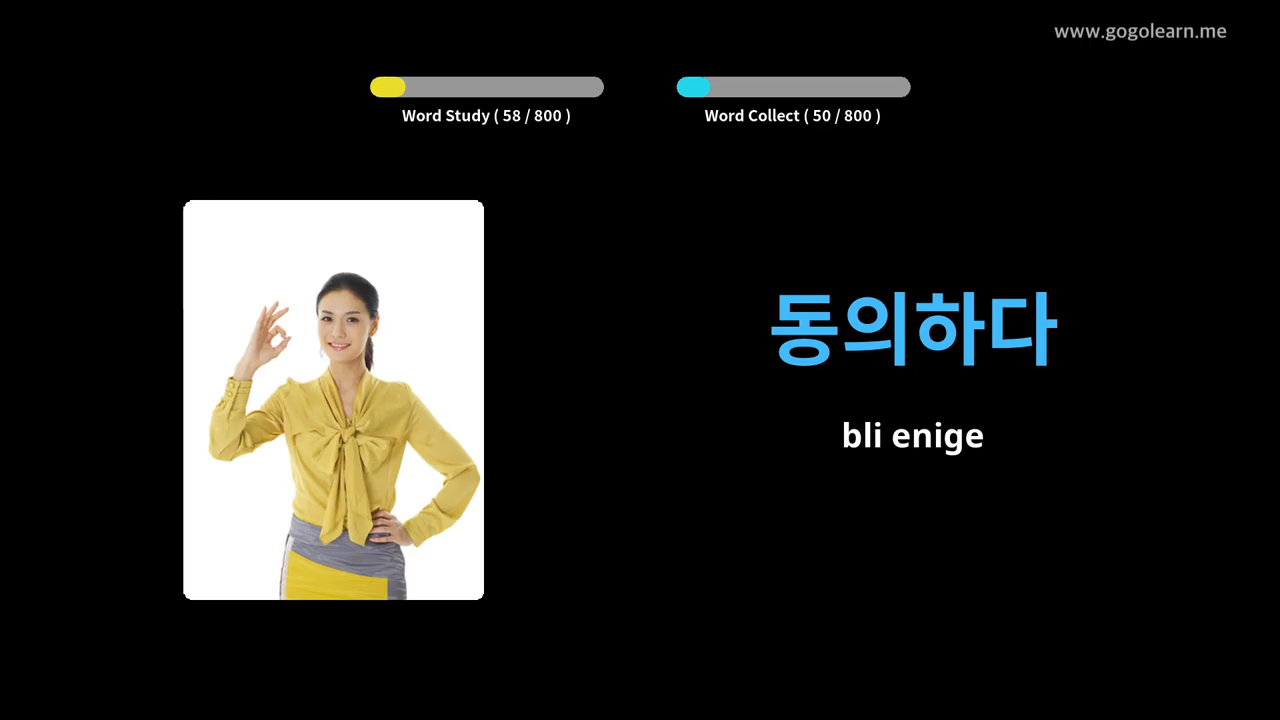 www.gogolearn.me
Word Study ( 58 / 800 )
Word Collect ( 50 / 800 )
동의하다
bli enige